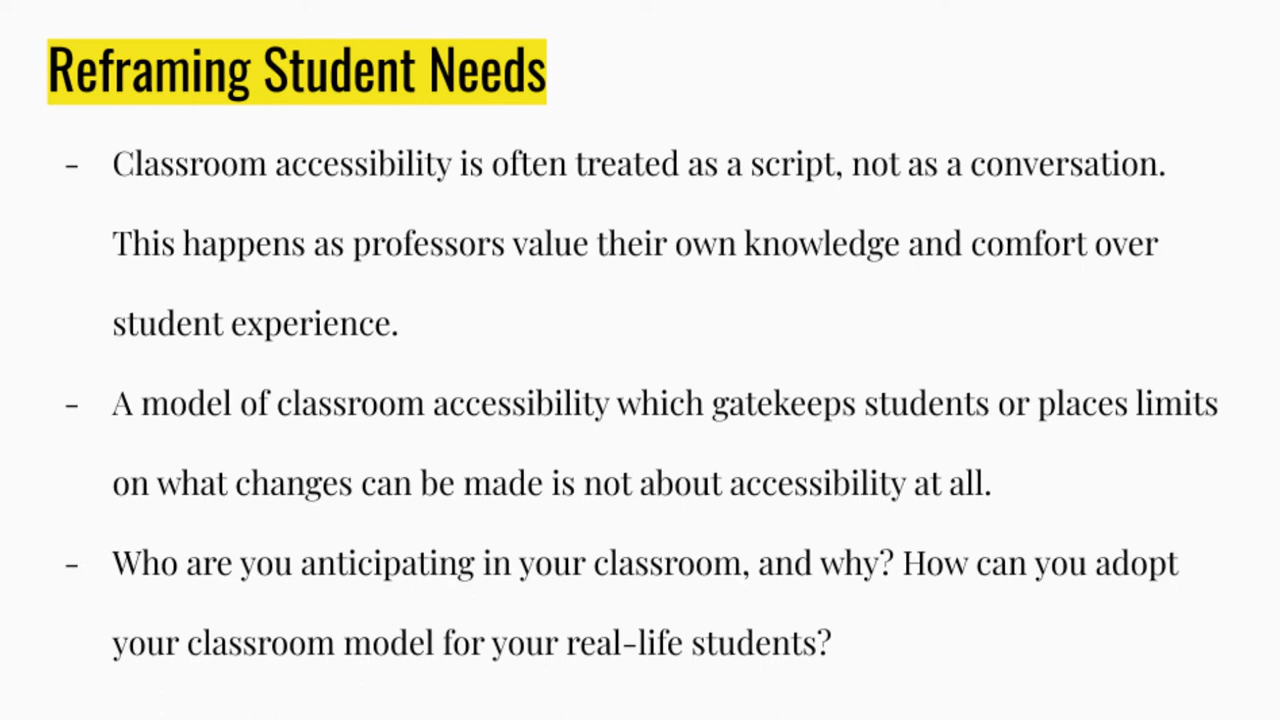 Reframing Student Needs
- Classroom accessibility is often treated as a script, not as a conversation.
This happens as professors value their own knowledge and comfort over
student experience.
- A model of classroom accessibility which gatekeeps students or places limits
on what changes can be made is not about accessibility at all.
- Who are you anticipating in your classroom, and why? How can you adopt
your classroom model for your real-life students?